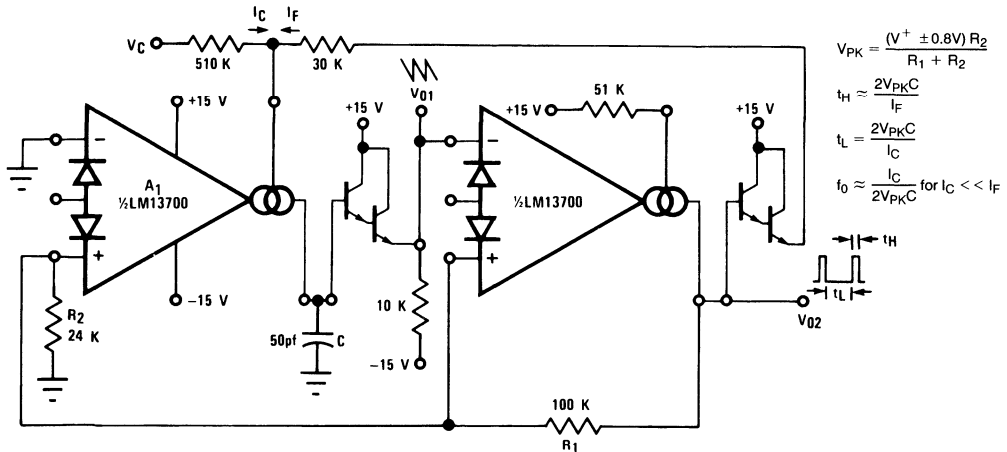 I_C I_F
V_C 510 K 30 K
V_O1
+15 V
+15 V
+15 V
51 K
+15 V
−
A_1
½LM13700
+
−
½LM13700
+
−15 V
R_2
24 K
50pf C
10 K
−15 V
100 K
R_1
V_O2
t_H
t_L
V_PK = (V^+ ±0.8V) R_2 / R_1 + R_2
t_H ≈ 2V_PKC / I_F
t_L = 2V_PKC / I_C
f_0 ≈ I_C / 2V_PKC for I_C << I_F